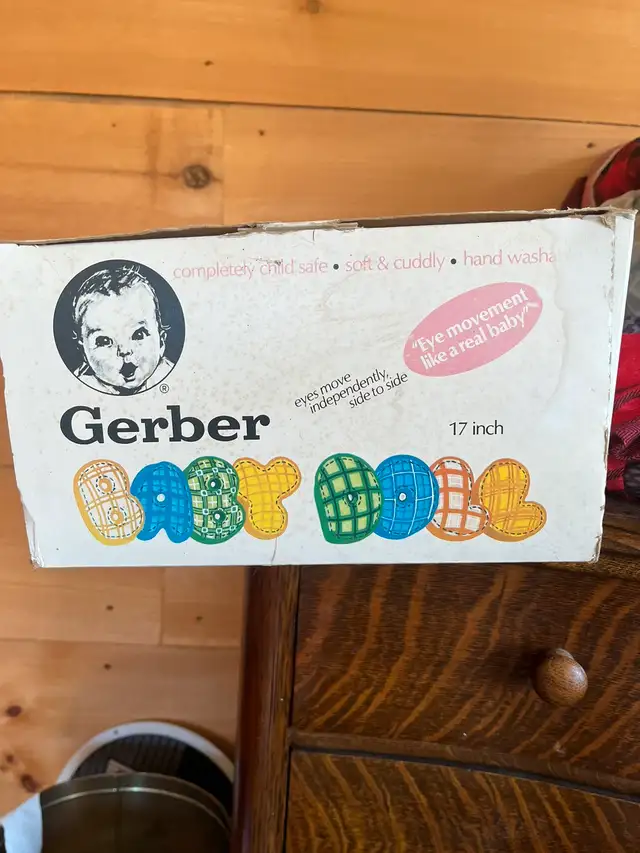 completely child safe • soft & cuddly • hand washa
"Eye movement
like a real baby"
eyes move
independently,
side to side
®
Gerber
17 inch
BABY DOLL